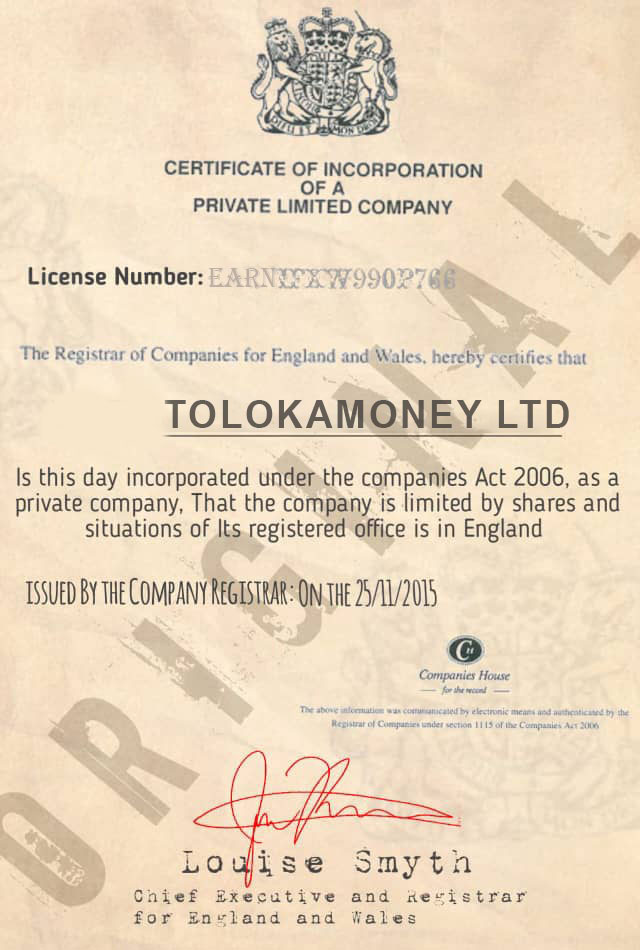 DIEU ET MON DROIT
CERTIFICATE OF INCORPORATION
OF A
PRIVATE LIMITED COMPANY
License Number:
The Registrar of Companies for England and Wales, hereby certifies that
TOLOKAMONEY LTD
Is this day incorporated under the companies Act 2006, as a
private company, That the company is limited by shares and
situations of Its registered office is in England
ISSUED BY THE COMPANY REGISTRAR: ON THE 25/11/2015
Companies House
for the record
The above information was communicated by electronic means and authenticated by the
Registrar of Companies under section 1115 of the Companies Act 2006
Louise Smyth
Chief Executive and Registrar
for England and Wales
ORIGINAL